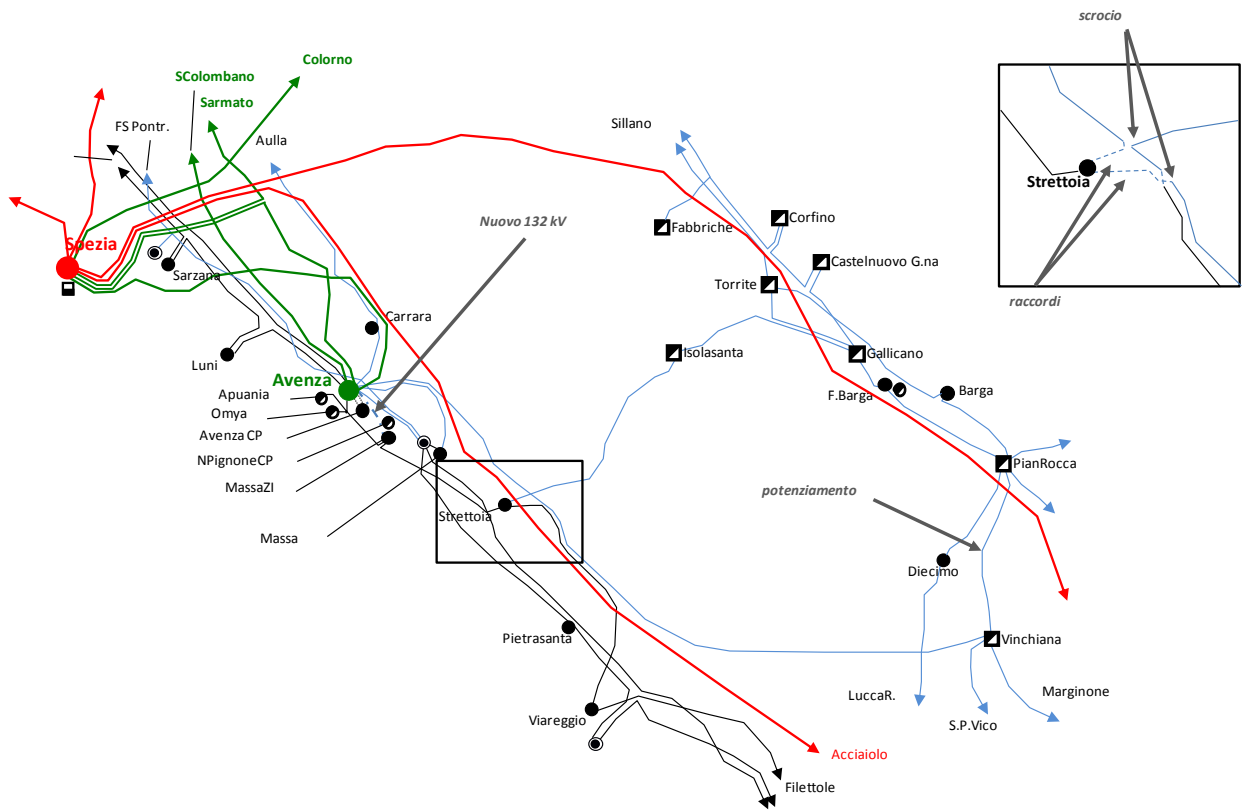 scrocio
Colorno
SColombano
Sarmato
FS Pontr.
Aulla
Sillano
Strettoia
raccordi
Nuovo 132 kV
Fabbriche
Corfino
Spezia
Sarzana
Castelnuovo G.na
Torrite
Carrara
Luni
Isolasanta
Gallicano
Avenza
Apuania
Omya
F.Barga
Barga
Avenza CP
NPignoneCP
MassaZI
PianRocca
potenziamento
Strettoia
Massa
Diecimo
Pietrasanta
Vinchiana
LuccaR.
Marginone
Viareggio
S.P.Vico
Acciaiolo
Filettole